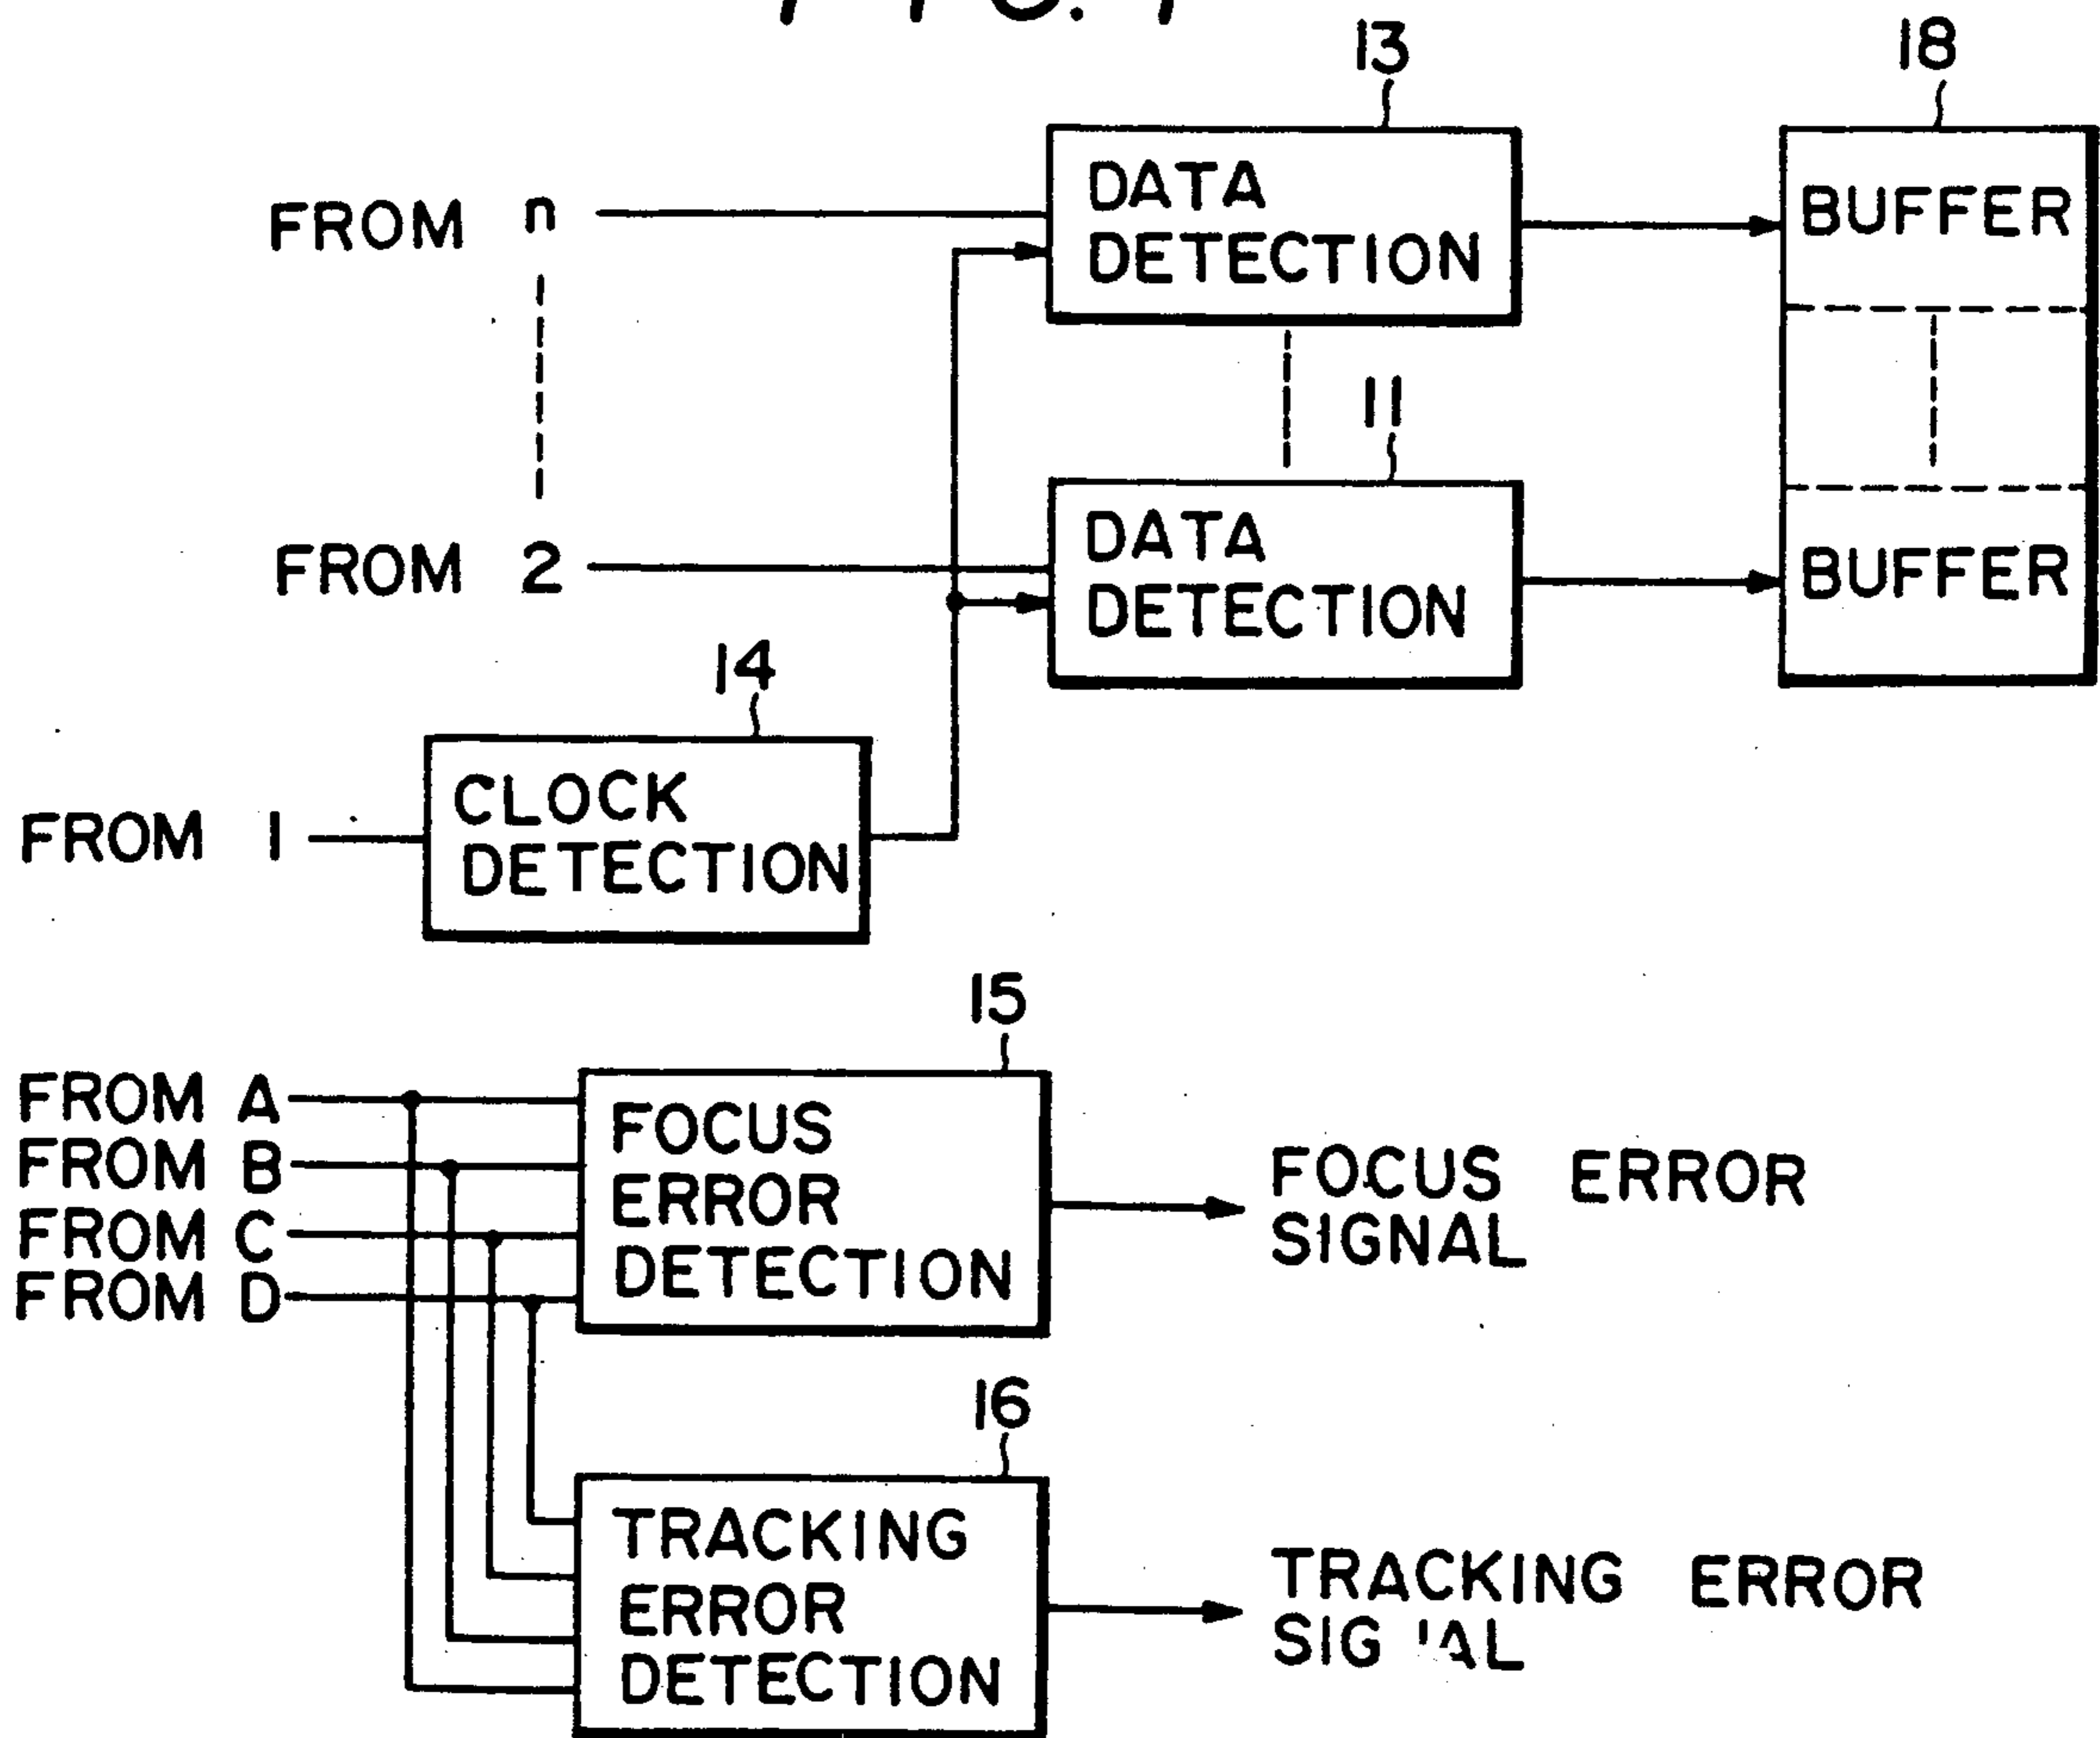 13
18
FROM n
DATA
DETECTION
BUFFER
11
FROM 2
DATA
DETECTION
BUFFER
14
FROM 1
CLOCK
DETECTION
15
FROM A
FROM B
FROM C
FROM D
FOCUS
ERROR
DETECTION
FOCUS ERROR
SIGNAL
16
TRACKING
ERROR
DETECTION
TRACKING ERROR